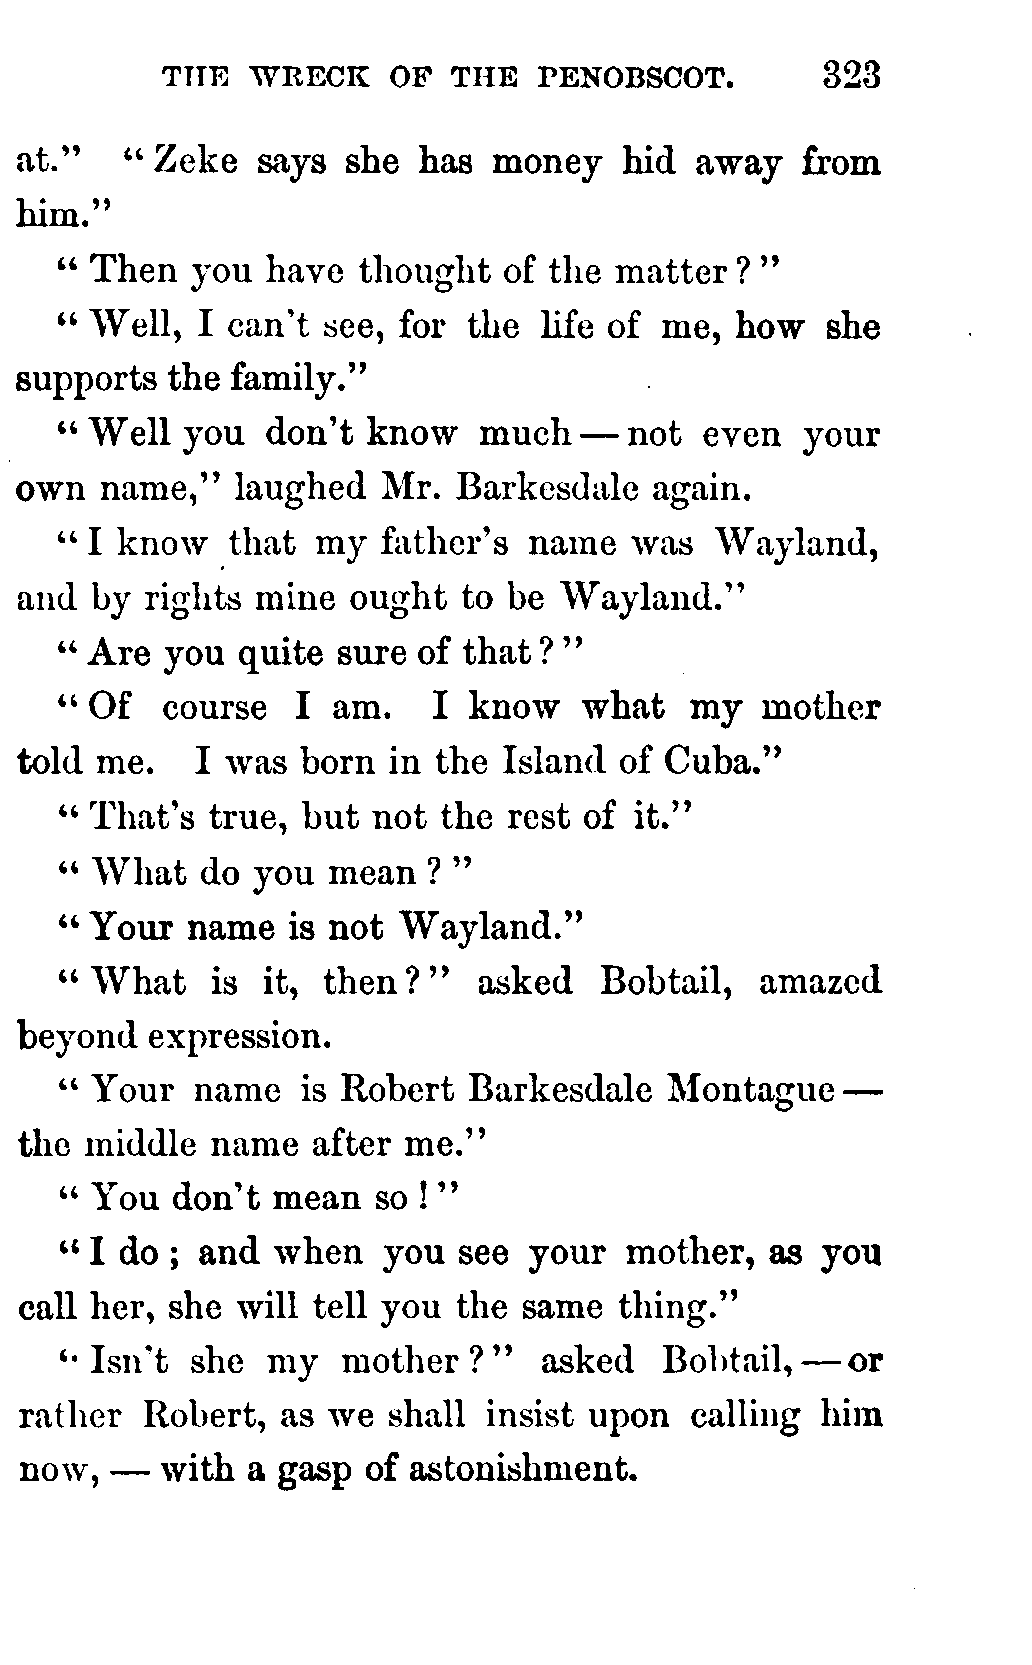 THE WRECK OF THE PENOBSCOT. 323
at." "Zeke says she has money hid away from
him."
"Then you have thought of the matter?"
"Well, I can't see, for the life of me, how she
supports the family."
"Well you don't know much — not even your
own name," laughed Mr. Barkesdale again.
"I know that my father's name was Wayland,
and by rights mine ought to be Wayland."
"Are you quite sure of that?"
"Of course I am. I know what my mother
told me. I was born in the Island of Cuba."
"That's true, but not the rest of it."
"What do you mean?"
"Your name is not Wayland."
"What is it, then?" asked Bobtail, amazed
beyond expression.
"Your name is Robert Barkesdale Montague —
the middle name after me."
"You don't mean so!"
"I do; and when you see your mother, as you
call her, she will tell you the same thing."
"Isn't she my mother?" asked Bobtail, — or
rather Robert, as we shall insist upon calling him
now, — with a gasp of astonishment.